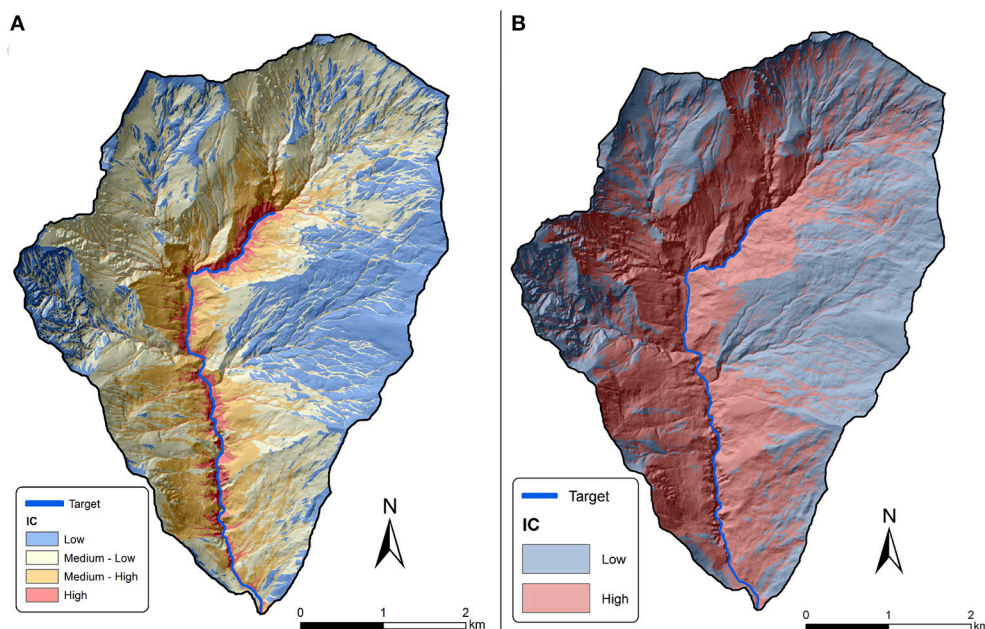 A
Target
IC
Low
Medium - Low
Medium - High
High
N
0 1 2
km
B
Target
IC
Low
High
N
0 1 2
km